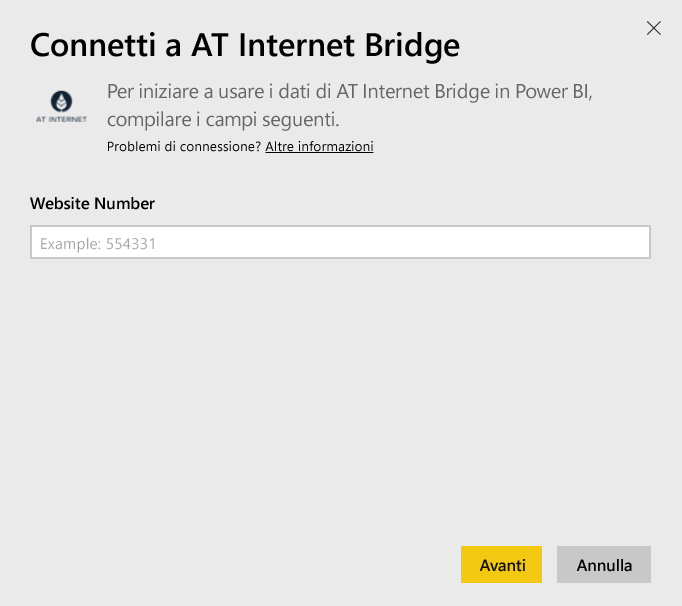 Connetti a AT Internet Bridge
AT INTERNET
Per iniziare a usare i dati di AT Internet Bridge in Power BI,
compilare i campi seguenti.
Problemi di connessione? Altre informazioni
Website Number
Example: 554331
Avanti
Annulla